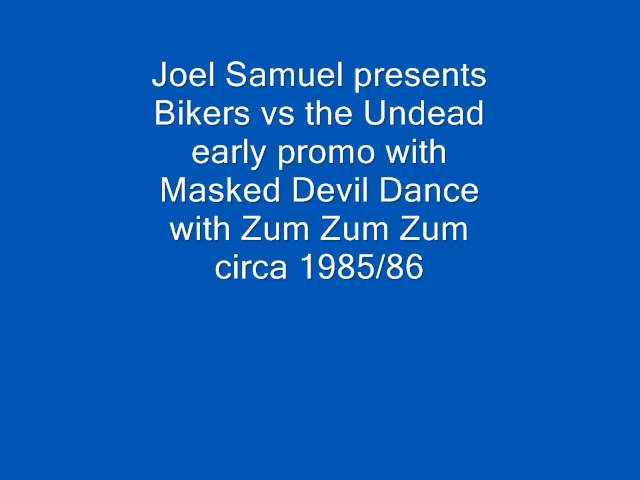 Joel Samuel presents
Bikers vs the Undead
early promo with
Masked Devil Dance
with Zum Zum Zum
circa 1985/86